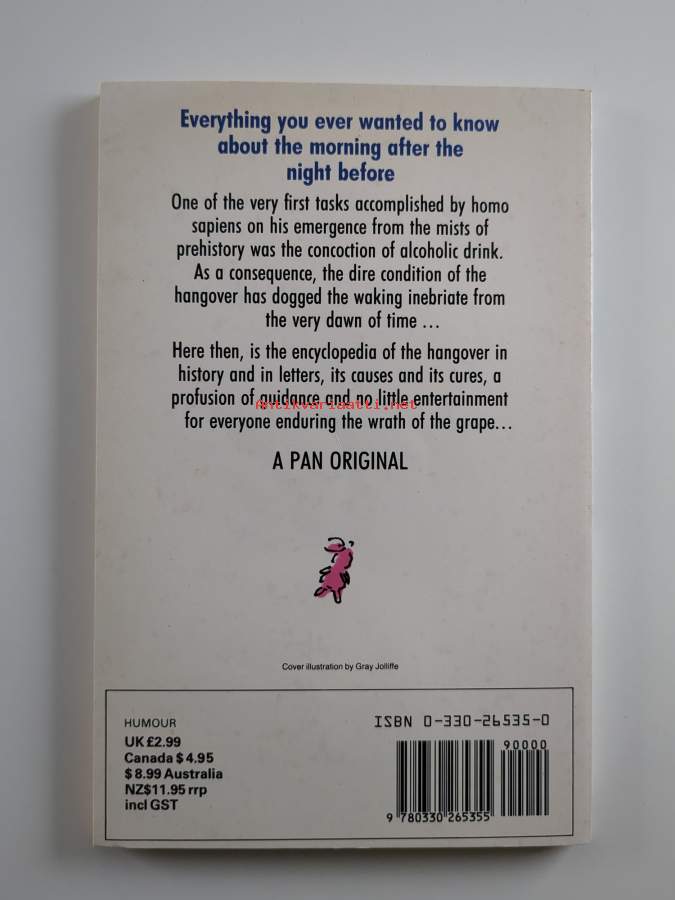 Everything you ever wanted to know
about the morning after the
night before
One of the very first tasks accomplished by homo
sapiens on his emergence from the mists of
prehistory was the concoction of alcoholic drink.
As a consequence, the dire condition of the
hangover has dogged the waking inebriate from
the very dawn of time ...
Here then, is the encyclopedia of the hangover in
history and in letters, its causes and its cures, a
profusion of guidance and no little entertainment
Antikvariaatti.net
for everyone enduring the wrath of the grape...
A PAN ORIGINAL
Cover illustration by Gray Jolliffe
HUMOUR
UK £2.99
Canada $4.95
$8.99 Australia
NZ$11.95 rrp
incl GST
ISBN 0-330-26535-0
90000
9 780330 265355